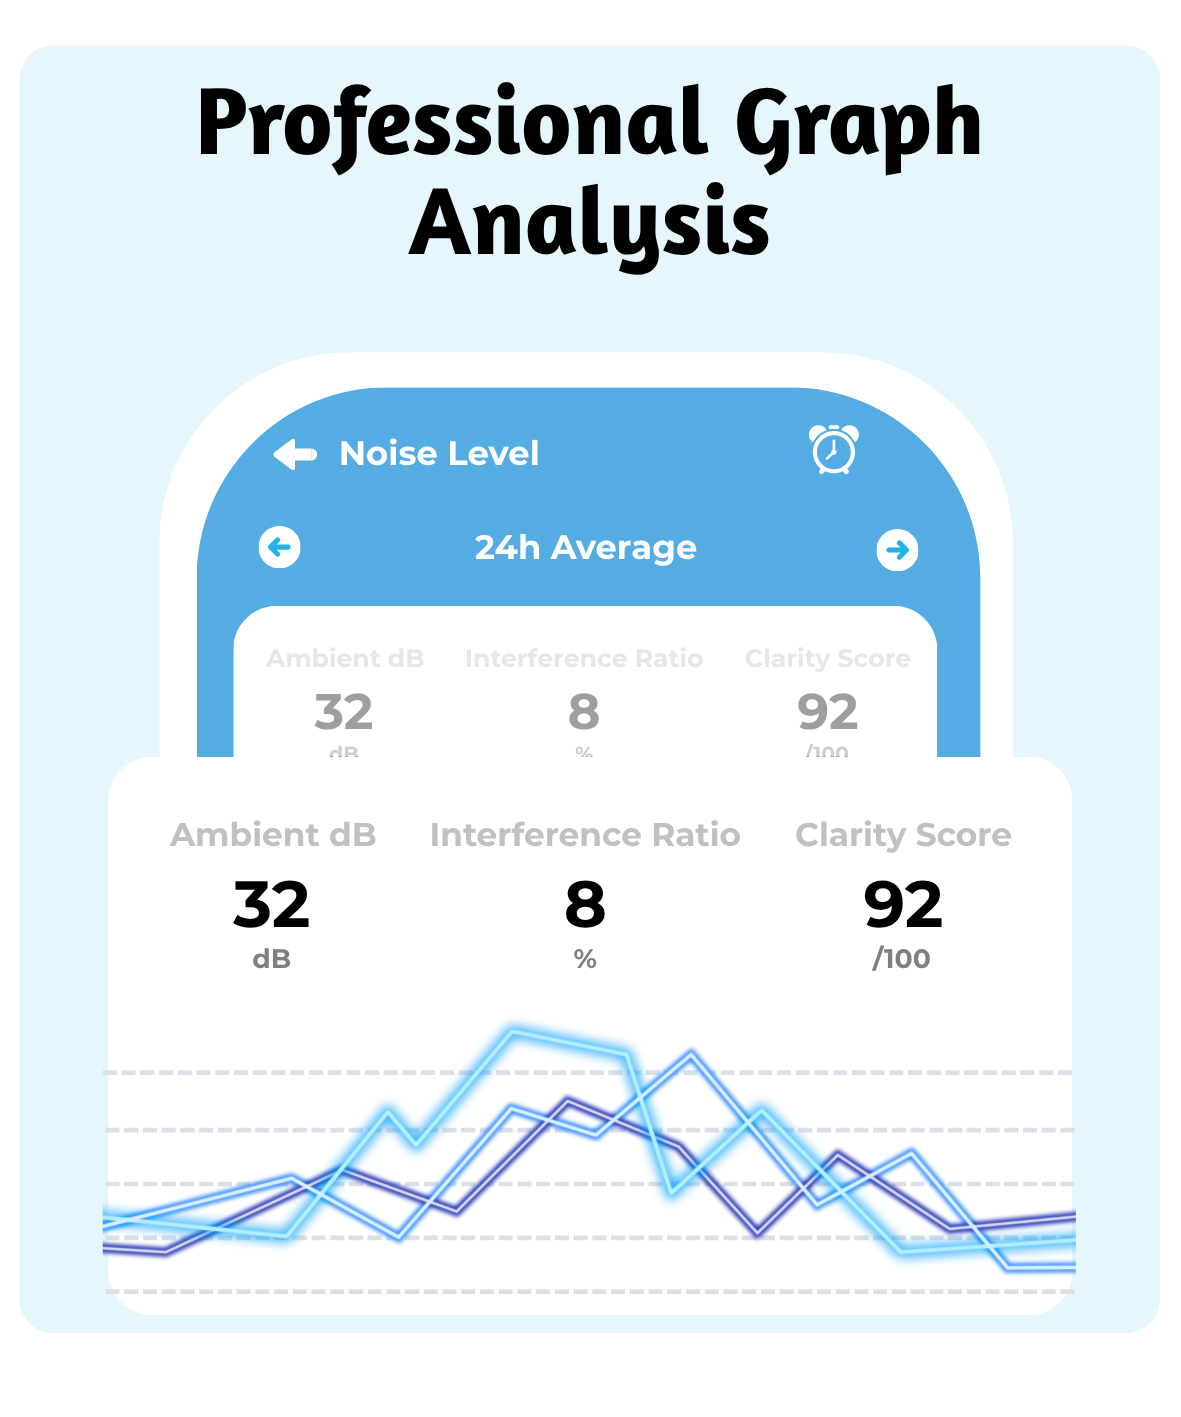 Professional Graph
Analysis
Noise Level
24h Average
Ambient dB Interference Ratio Clarity Score
32 8 92
dB % /100
Ambient dB Interference Ratio Clarity Score
32 8 92
dB % /100